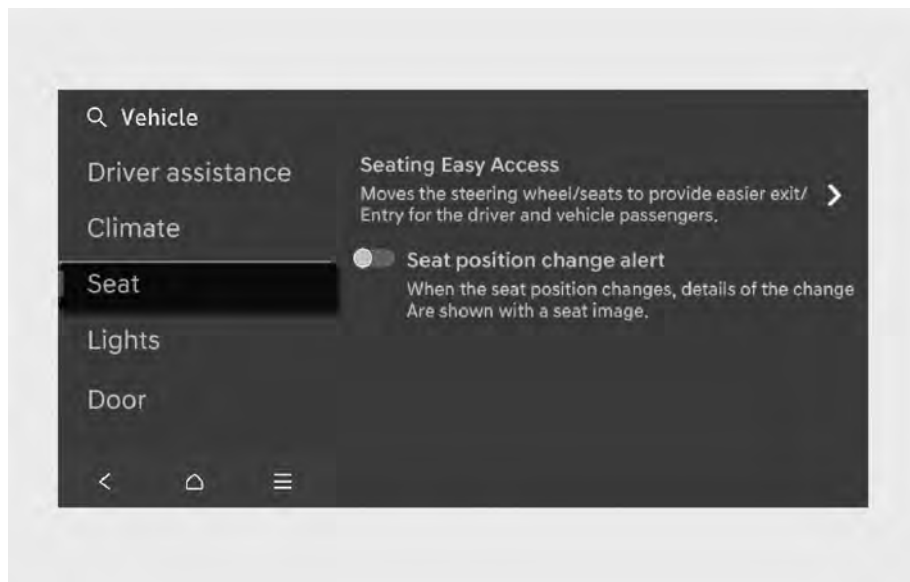 Vehicle
Driver assistance
Climate
Seat
Lights
Door
Seating Easy Access
Moves the steering wheel/seats to provide easier exit/
Entry for the driver and vehicle passengers.
Seat position change alert
When the seat position changes, details of the change
Are shown with a seat image.